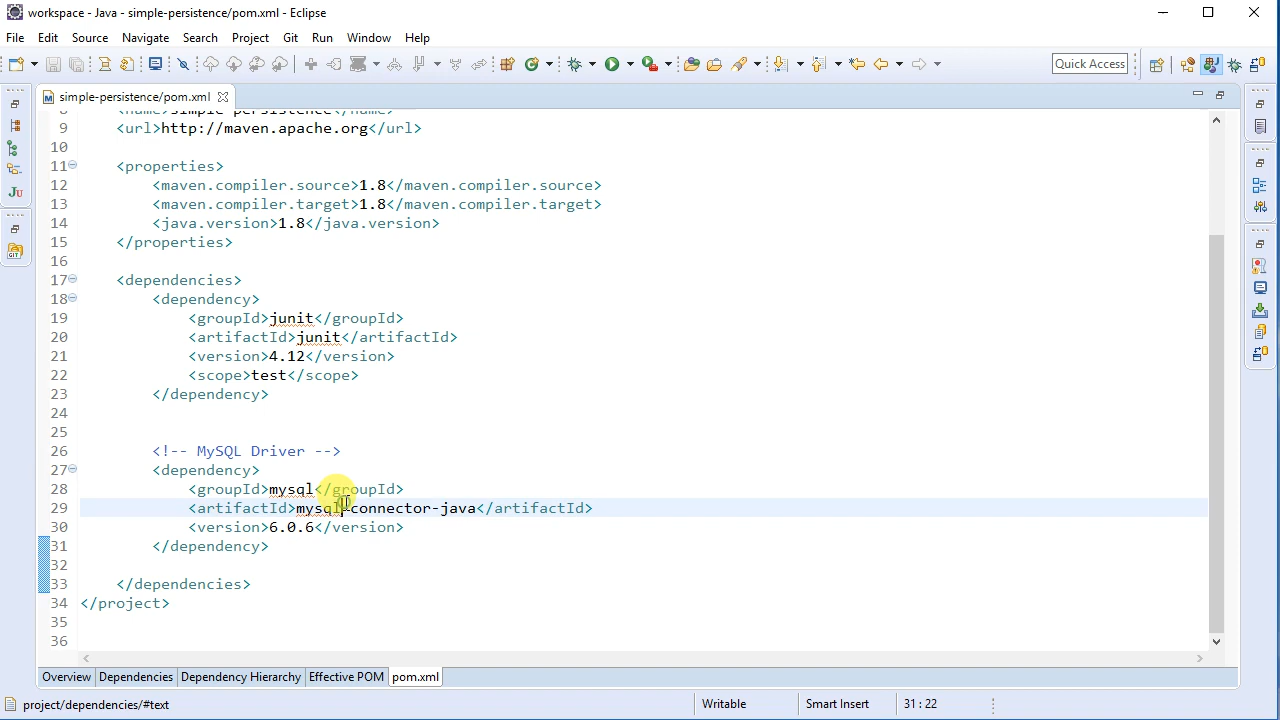 workspace - Java - simple-persistence/pom.xml - Eclipse
File Edit Source Navigate Search Project Git Run Window Help
Quick Access
simple-persistence/pom.xml
8 <name>simple-persistence</name>
9 <url>http://maven.apache.org</url>
10
11 <properties>
12 <maven.compiler.source>1.8</maven.compiler.source>
13 <maven.compiler.target>1.8</maven.compiler.target>
14 <java.version>1.8</java.version>
15 </properties>
16
17 <dependencies>
18 <dependency>
19 <groupId>junit</groupId>
20 <artifactId>junit</artifactId>
21 <version>4.12</version>
22 <scope>test</scope>
23 </dependency>
24
25
26 <!-- MySQL Driver -->
27 <dependency>
28 <groupId>mysql</groupId>
29 <artifactId>mysql-connector-java</artifactId>
30 <version>6.0.6</version>
31 </dependency>
32
33 </dependencies>
34 </project>
35
36
Overview Dependencies Dependency Hierarchy Effective POM pom.xml
project/dependencies/#text Writable Smart Insert 31 : 22